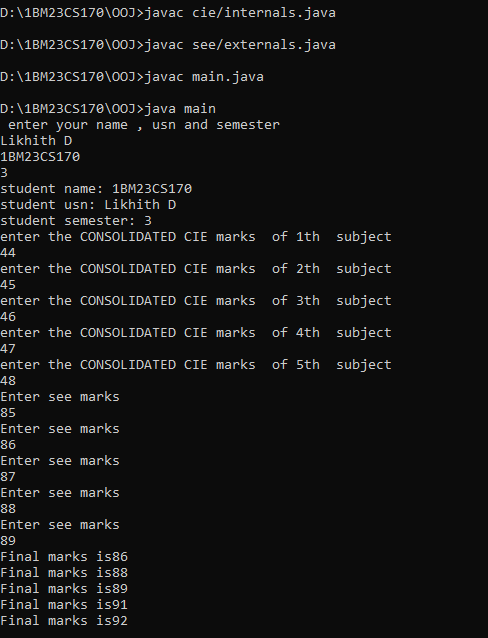 D:\1BM23CS170\OOJ>javac cie/internals.java
D:\1BM23CS170\OOJ>javac see/externals.java
D:\1BM23CS170\OOJ>javac main.java
D:\1BM23CS170\OOJ>java main
 enter your name , usn and semester
Likhith D
1BM23CS170
3
student name: 1BM23CS170
student usn: Likhith D
student semester: 3
enter the CONSOLIDATED CIE marks  of 1th  subject
44
enter the CONSOLIDATED CIE marks  of 2th  subject
45
enter the CONSOLIDATED CIE marks  of 3th  subject
46
enter the CONSOLIDATED CIE marks  of 4th  subject
47
enter the CONSOLIDATED CIE marks  of 5th  subject
48
Enter see marks
85
Enter see marks
86
Enter see marks
87
Enter see marks
88
Enter see marks
89
Final marks is86
Final marks is88
Final marks is89
Final marks is91
Final marks is92